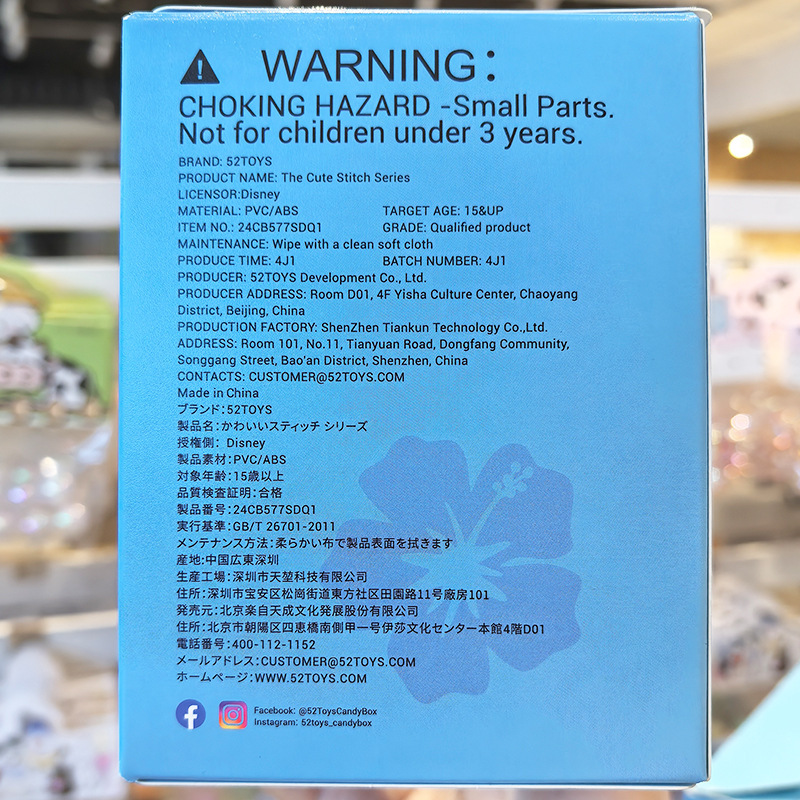 WARNING:
CHOKING HAZARD -Small Parts.
Not for children under 3 years.
BRAND: 52TOYS
PRODUCT NAME: The Cute Stitch Series
LICENSOR:Disney
MATERIAL: PVC/ABS TARGET AGE: 15&UP
ITEM NO.: 24CB577SDQ1 GRADE: Qualified product
MAINTENANCE: Wipe with a clean soft cloth
PRODUCE TIME: 4J1 BATCH NUMBER: 4J1
PRODUCER: 52TOYS Development Co., Ltd.
PRODUCER ADDRESS: Room D01, 4F Yisha Culture Center, Chaoyang
District, Beijing, China
PRODUCTION FACTORY: ShenZhen Tiankun Technology Co.,Ltd.
ADDRESS: Room 101, No.11, Tianyuan Road, Dongfang Community,
Songgang Street, Bao'an District, Shenzhen, China
CONTACTS: CUSTOMER@52TOYS.COM
Made in China
ブランド:52TOYS
製品名:かわいいスティッチ シリーズ
授権側: Disney
製品素材:PVC/ABS
対象年齢:15歳以上
品質検査証明:合格
製品番号:24CB577SDQ1
実行基準:GB/T 26701-2011
メンテナンス方法:柔らかい布で製品表面を拭きます
産地:中国広東深圳
生産工場:深圳市天堃科技有限公司
住所:深圳市宝安区松崗街道東方社区田園路11号廠房101
発売元:北京楽自天成文化発展股份有限公司
住所:北京市朝陽区四恵橋南側甲一号伊莎文化センター本館4階D01
電話番号:400-112-1152
メールアドレス:CUSTOMER@52TOYS.COM
ホームページ:WWW.52TOYS.COM
Facebook: @52ToysCandyBox
Instagram: 52toys_candybox